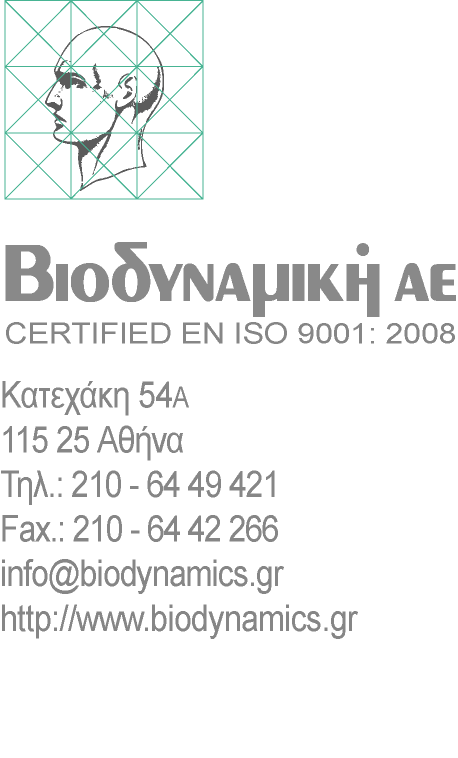 Βιοδυναμική ΑΕ
CERTIFIED EN ISO 9001: 2008
Κατεχάκη 54Α
115 25 Αθήνα
Τηλ.: 210 - 64 49 421
Fax.: 210 - 64 42 266
info@biodynamics.gr
http://www.biodynamics.gr